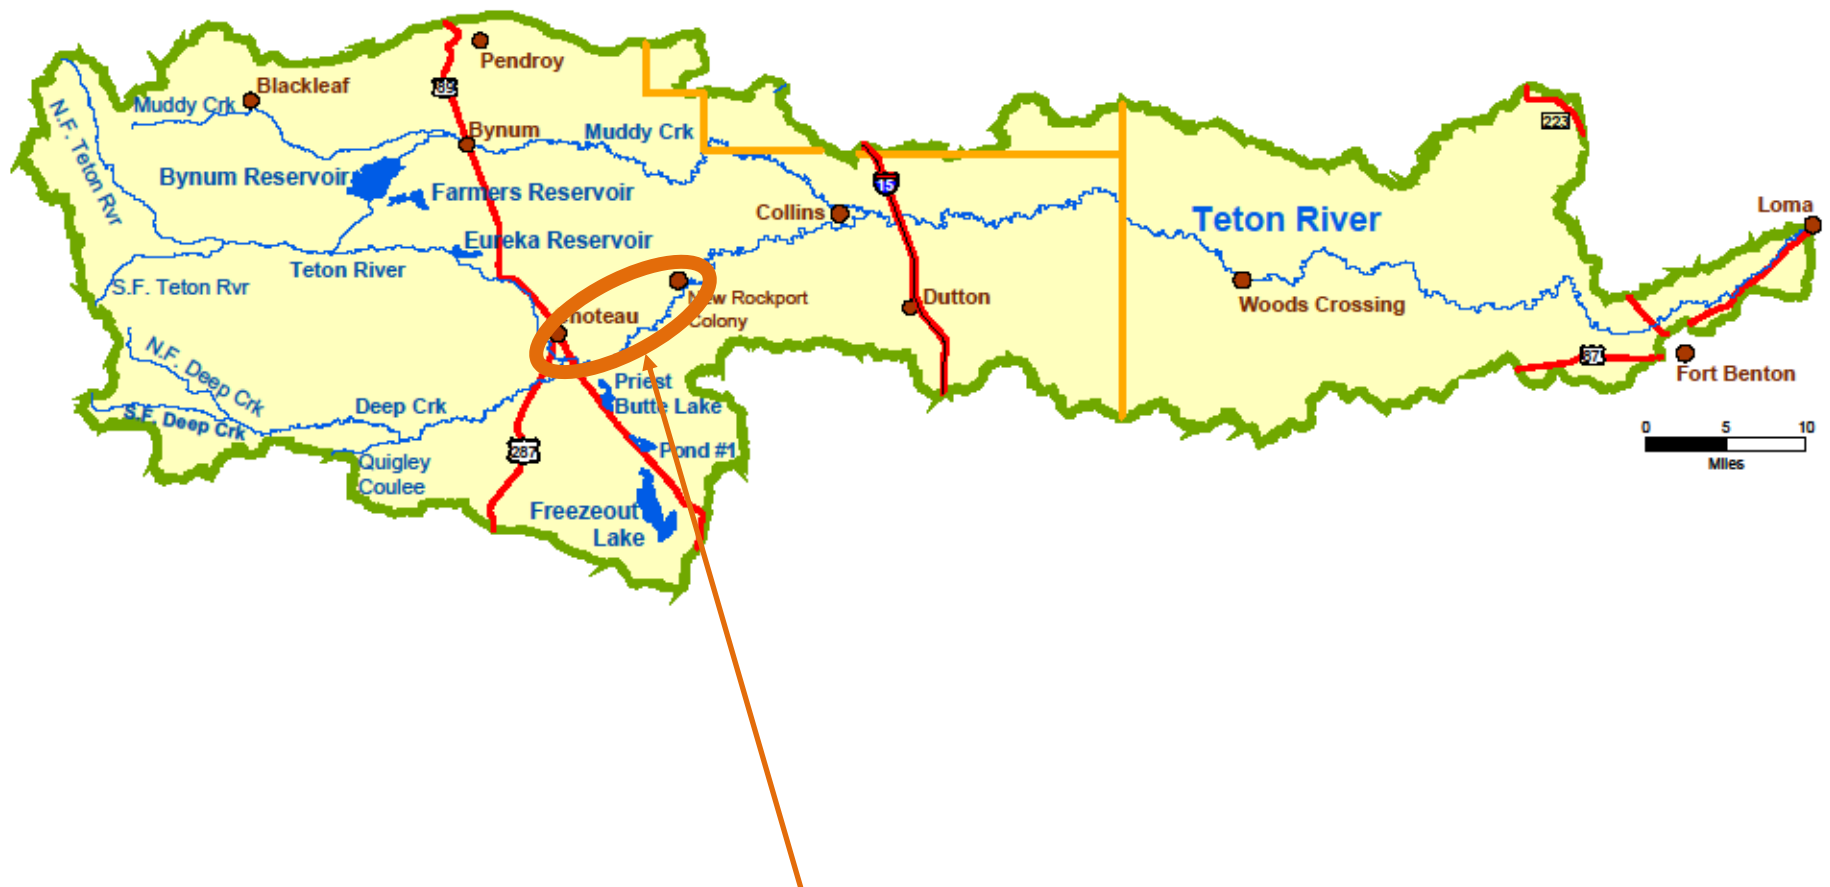 Pendroy
Blackleaf
89
Muddy Crk
N.F. Teton Rvr
Bynum
Muddy Crk
223
Bynum Reservoir
Farmers Reservoir
15
Collins
Teton River
Loma
Eureka Reservoir
Teton River
S.F. Teton Rvr
New Rockport
Colony
Dutton
Woods Crossing
hoteau
N.F. Deep Crk
87
Fort Benton
Priest
Butte Lake
Deep Crk
S.F. Deep Crk
0 5 10
Miles
287
Pond #1
Quigley
Coulee
Freezeout
Lake